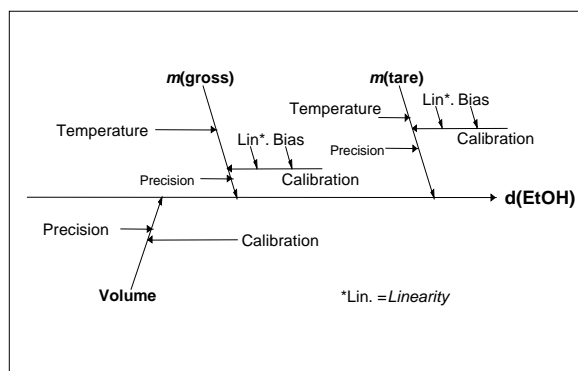 m(gross)
m(tare)
Temperature
Lin*. Bias
Precision
Calibration
Temperature
Lin*. Bias
Precision
Calibration
d(EtOH)
Precision
Calibration
Volume
*Lin. =Linearity